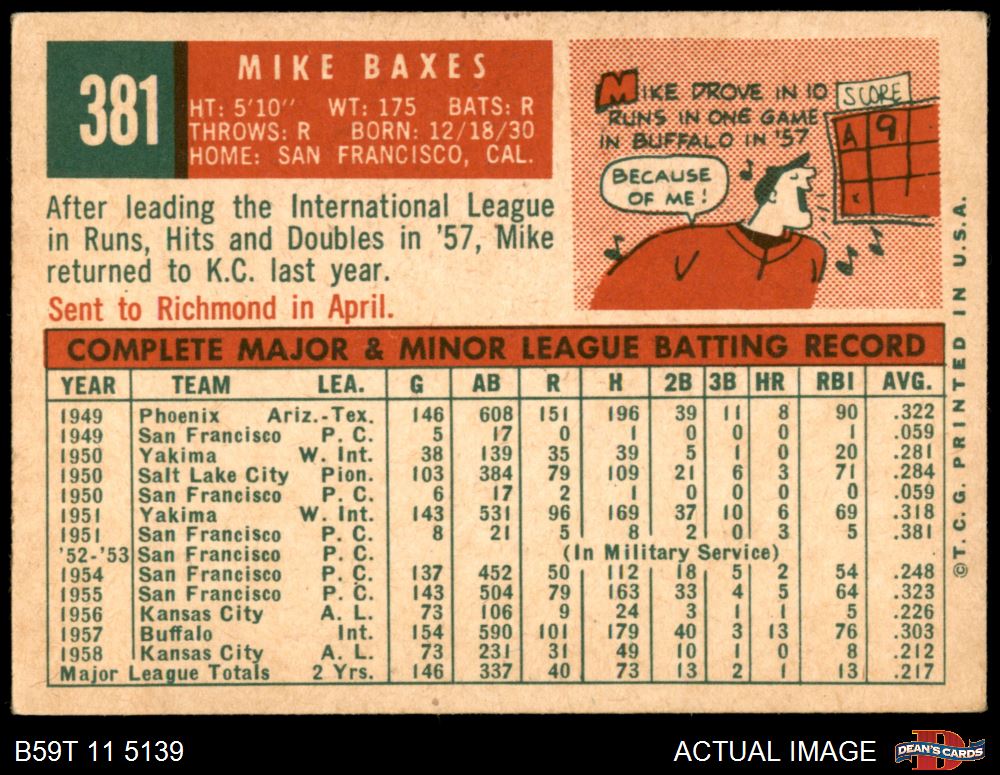 381
MIKE BAXES
HT: 5'10" WT: 175 BATS: R
THROWS: R BORN: 12/18/30
HOME: SAN FRANCISCO, CAL.
After leading the International League
in Runs, Hits and Doubles in '57, Mike
returned to K.C. last year.
Sent to Richmond in April.
MIKE DROVE IN 10
RUNS IN ONE GAME
IN BUFFALO IN '57
BECAUSE
OF ME!
SCORE
A 9
x
COMPLETE MAJOR & MINOR LEAGUE BATTING RECORD
YEAR TEAM LEA. G AB R H 2B 3B HR RBI AVG.
1949 Phoenix Ariz.-Tex. 146 608 151 196 39 11 8 90 .322
1949 San Francisco P. C. 5 17 0 1 0 0 0 1 .059
1950 Yakima W. Int. 38 139 35 39 5 1 0 20 .281
1950 Salt Lake City Pion. 103 384 79 109 21 6 3 71 .284
1950 San Francisco P. C. 6 17 2 1 0 0 0 0 .059
1951 Yakima W. Int. 143 531 96 169 37 10 6 69 .318
1951 San Francisco P. C. 8 21 5 8 2 0 3 5 .381
'52-'53 San Francisco P. C. (In Military Service)
1954 San Francisco P. C. 137 452 50 112 18 5 2 54 .248
1955 San Francisco P. C. 143 504 79 163 33 4 5 64 .323
1956 Kansas City A. L. 73 106 9 24 3 1 1 5 .226
1957 Buffalo Int. 154 590 101 179 40 3 13 76 .303
1958 Kansas City A. L. 73 231 31 49 10 1 0 8 .212
Major League Totals 2 Yrs. 146 337 40 73 13 2 1 13 .217
©T. C. G. PRINTED IN U.S.A.
B59T 11 5139
ACTUAL IMAGE
D
DEAN'S CARDS